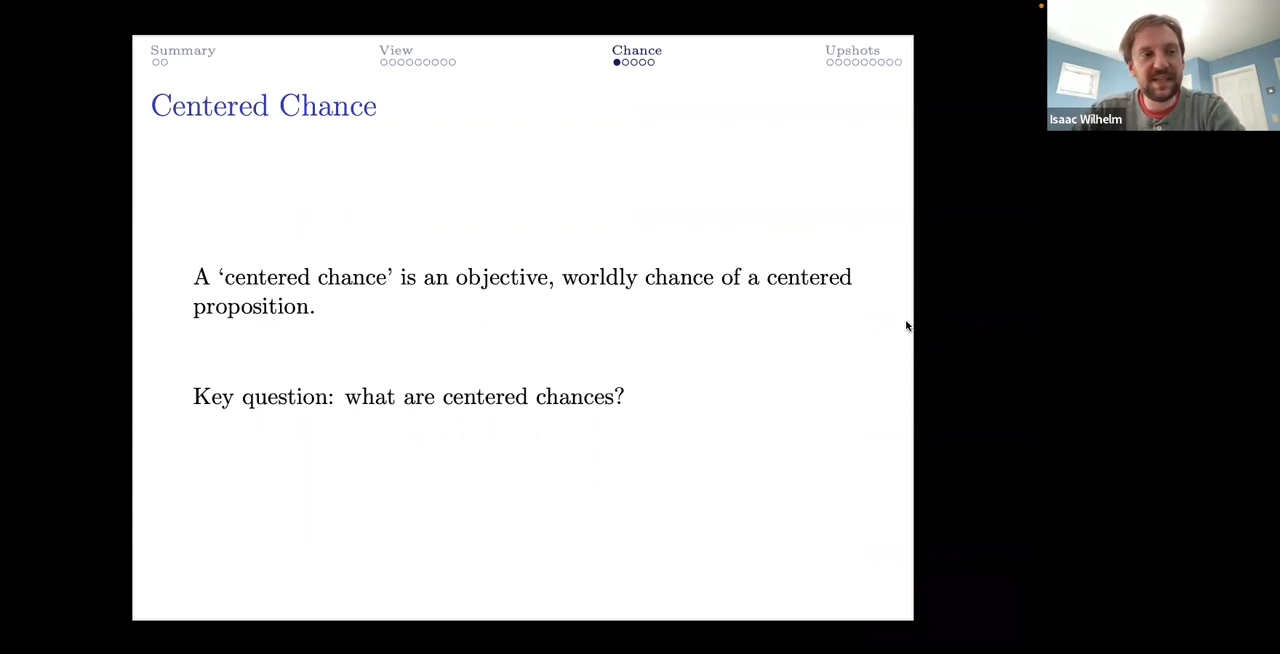 Summary
View
Chance
Upshots
Centered Chance
A ‘centered chance’ is an objective, worldly chance of a centered
proposition.
Key question: what are centered chances?
Isaac Wilhelm